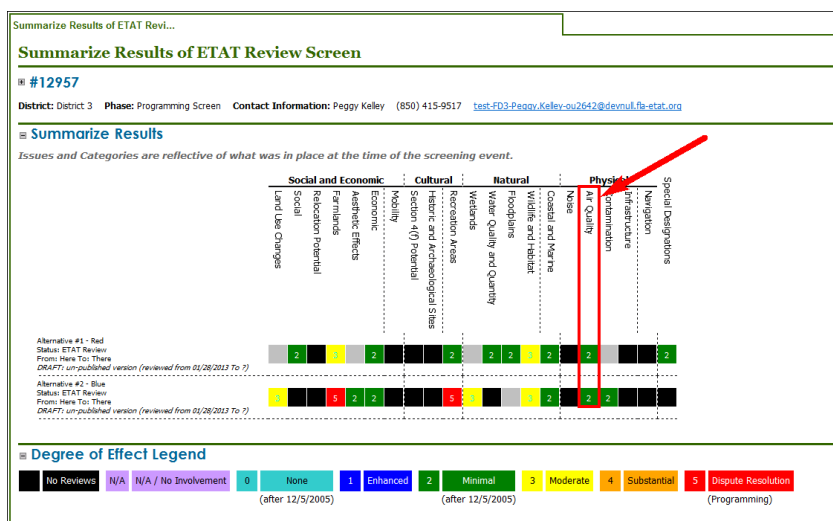 Summarize Results of ETAT Revi...
Summarize Results of ETAT Review Screen
#12957
District: District 3 Phase: Programming Screen Contact Information: Peggy Kelley (850) 415-9517 test-FD3-Peggy.Kelley-ou2642@devnull.fla-etat.org
Summarize Results
Issues and Categories are reflective of what was in place at the time of the screening event.
Social and Economic Cultural Natural Physical
Land Use Changes
Social
Relocation Potential
Farmlands
Aesthetic Effects
Economic
Mobility
Section 4(f) Potential
Historic and Archaeological Sites
Recreation Areas
Wetlands
Water Quality and Quantity
Floodplains
Wildlife and Habitat
Coastal and Marine
Noise
Air Quality
Contamination
Infrastructure
Navigation
Special Designations
Alternative #1 - Red
Status: ETAT Review
From: Here To: There
DRAFT: un-published version (reviewed from 01/28/2013 To ?)
2 3 2 2 2 2 3 2 2 2
Alternative #2 - Blue
Status: ETAT Review
From: Here To: There
DRAFT: un-published version (reviewed from 01/28/2013 To ?)
3 5 2 2 5 3 3 2 2 2
Degree of Effect Legend
No Reviews N/A N/A / No Involvement 0 None 1 Enhanced 2 Minimal 3 Moderate 4 Substantial 5 Dispute Resolution
(after 12/5/2005) (after 12/5/2005) (Programming)